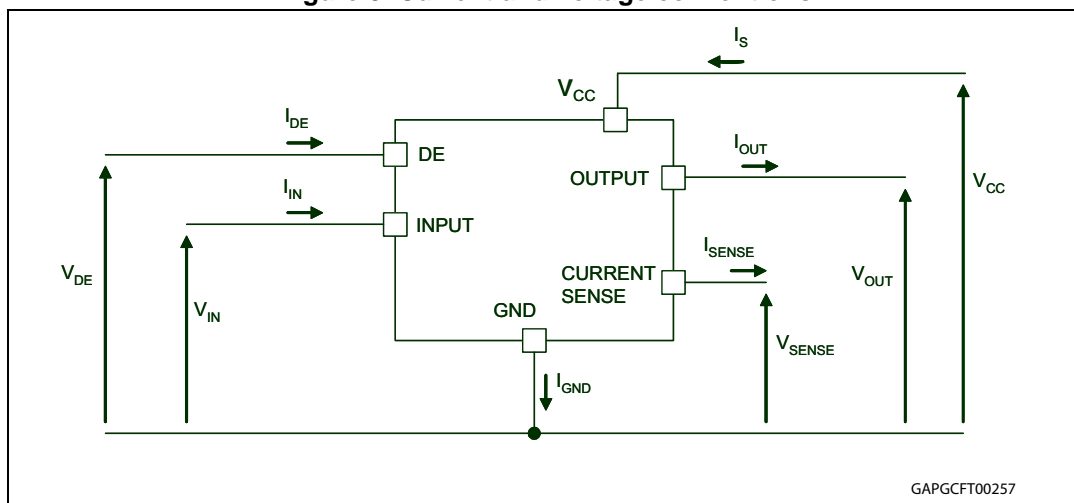 I_S
V_CC
I_DE
DE
I_OUT
OUTPUT
V_CC
I_IN
INPUT
I_SENSE
CURRENT
SENSE
V_DE
V_IN
GND
V_OUT
V_SENSE
I_GND
GAPGCFT00257